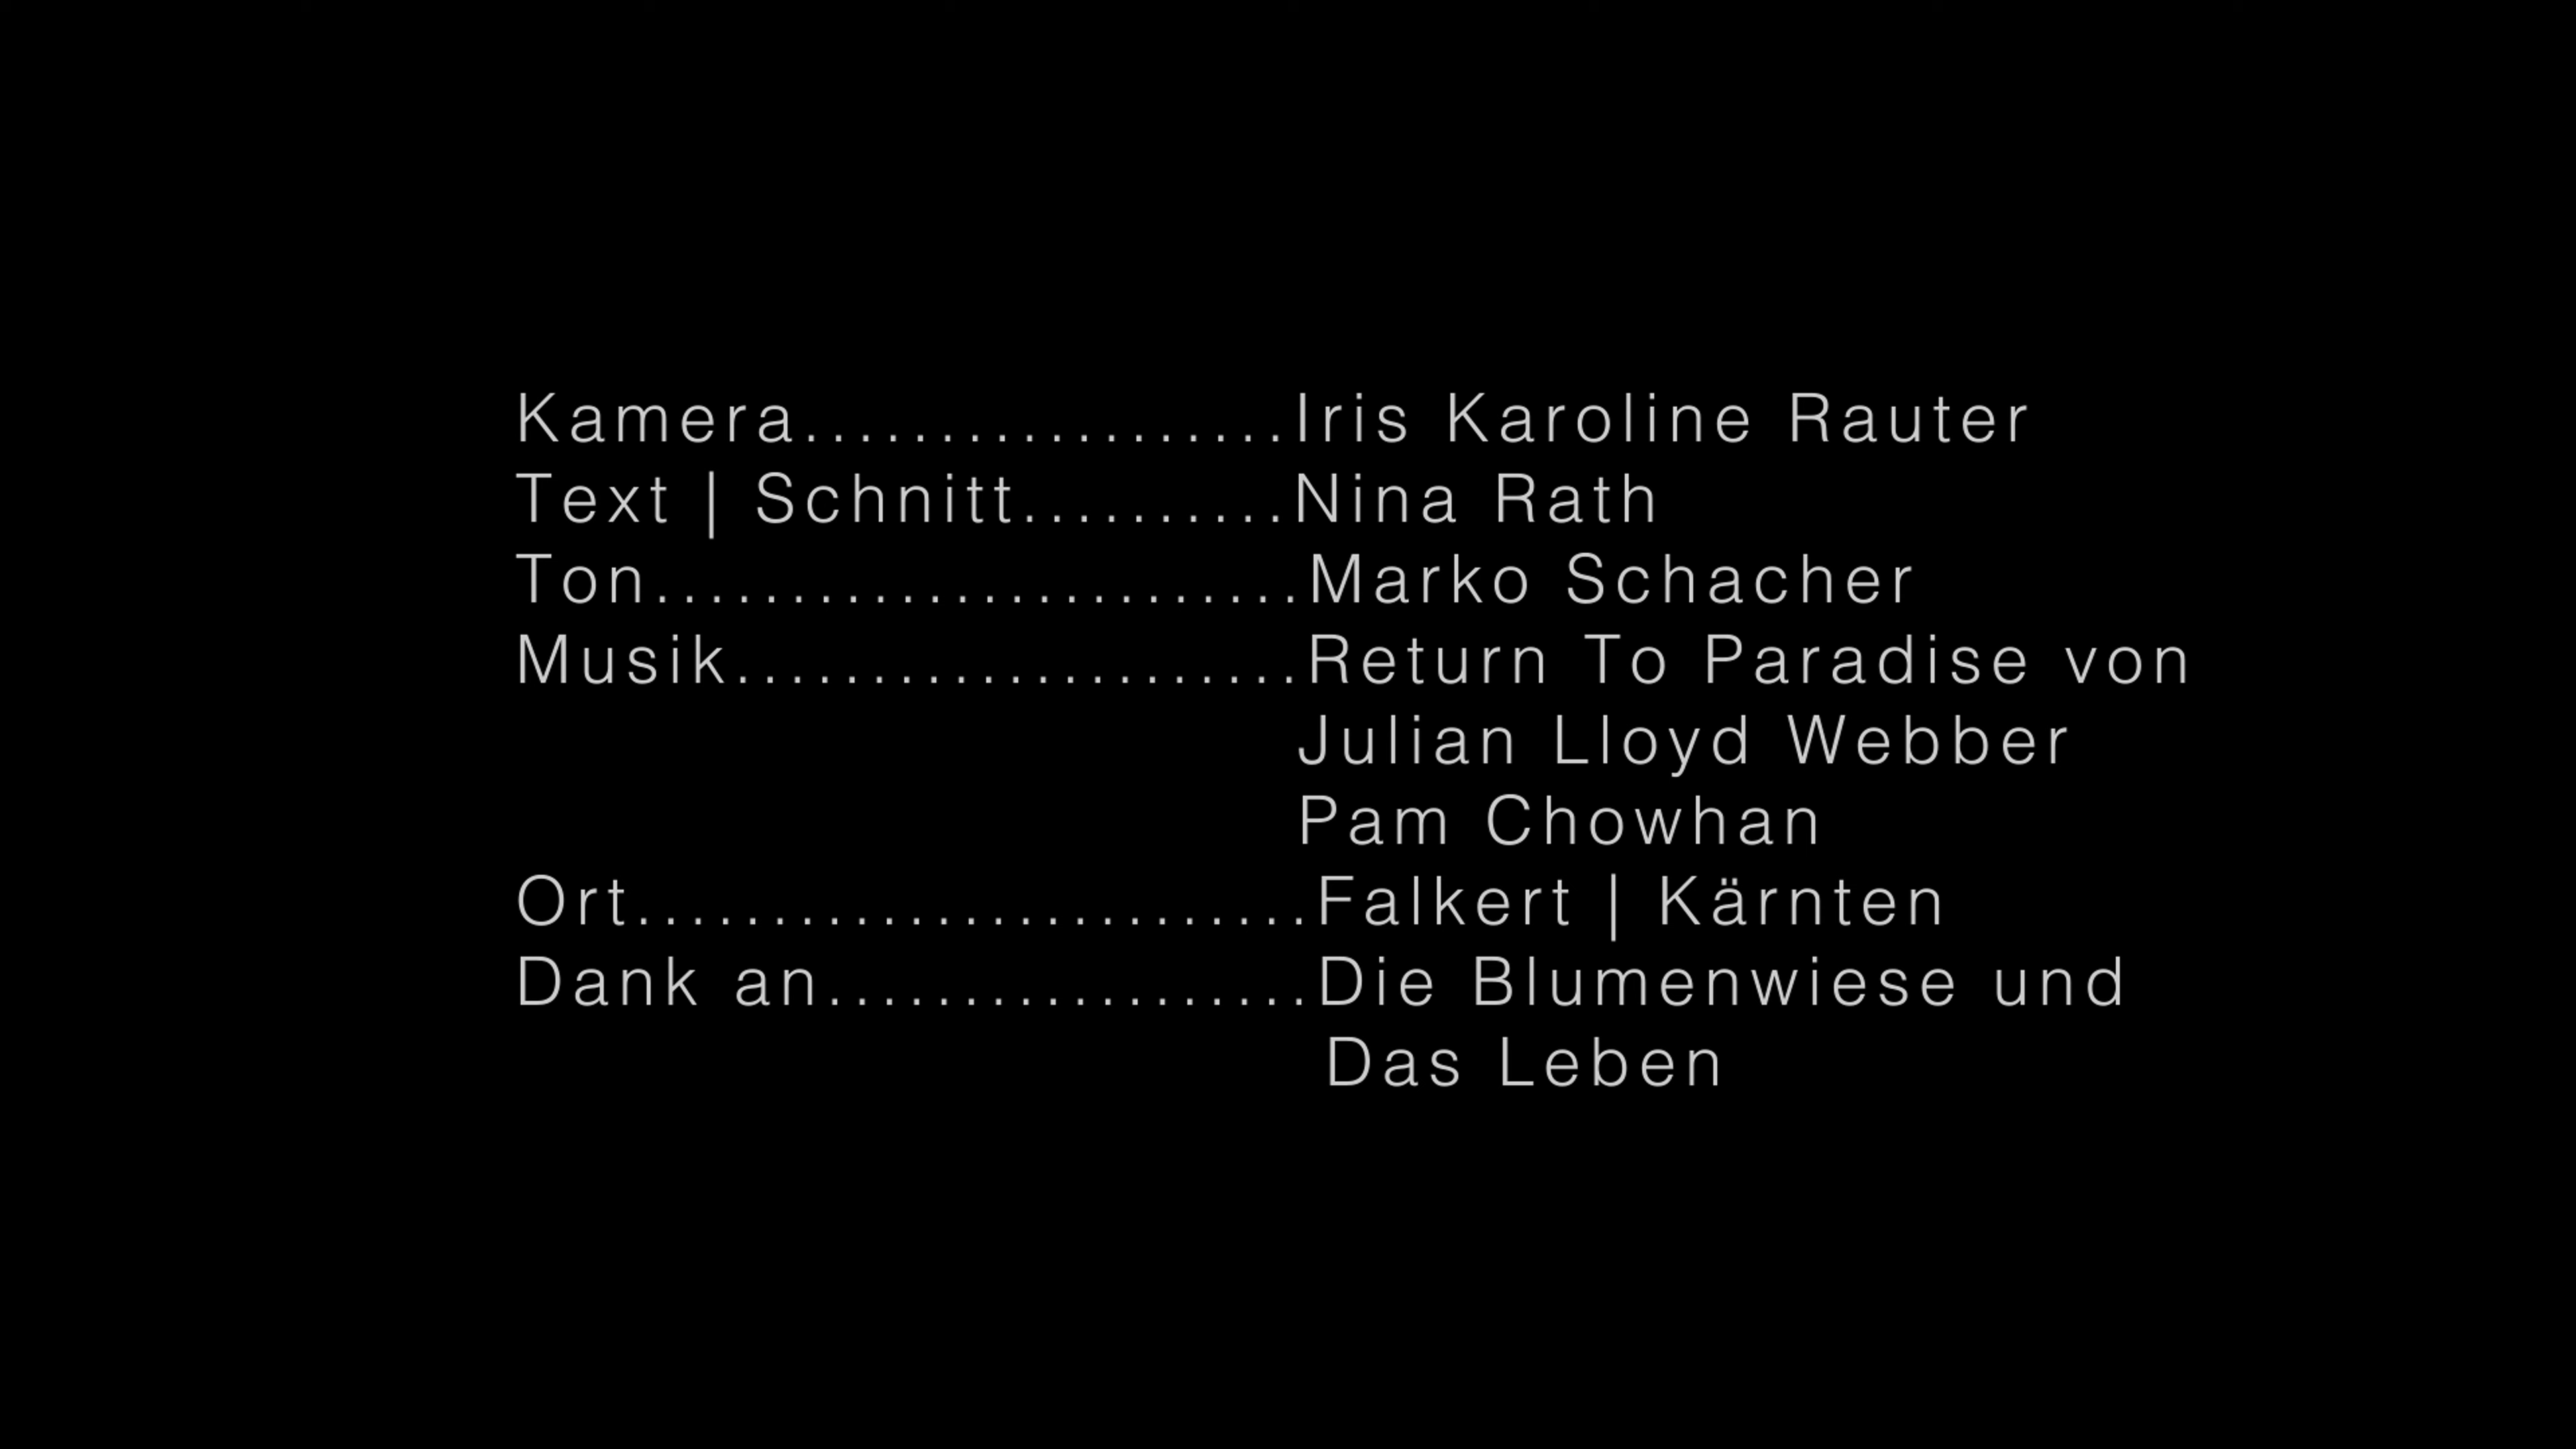 Kamera..................Iris Karoline Rauter
Text | Schnitt..........Nina Rath
Ton........................Marko Schacher
Musik.....................Return To Paradise von
Julian Lloyd Webber
Pam Chowhan
Ort.........................Falkert | Kärnten
Dank an..................Die Blumenwiese und
Das Leben